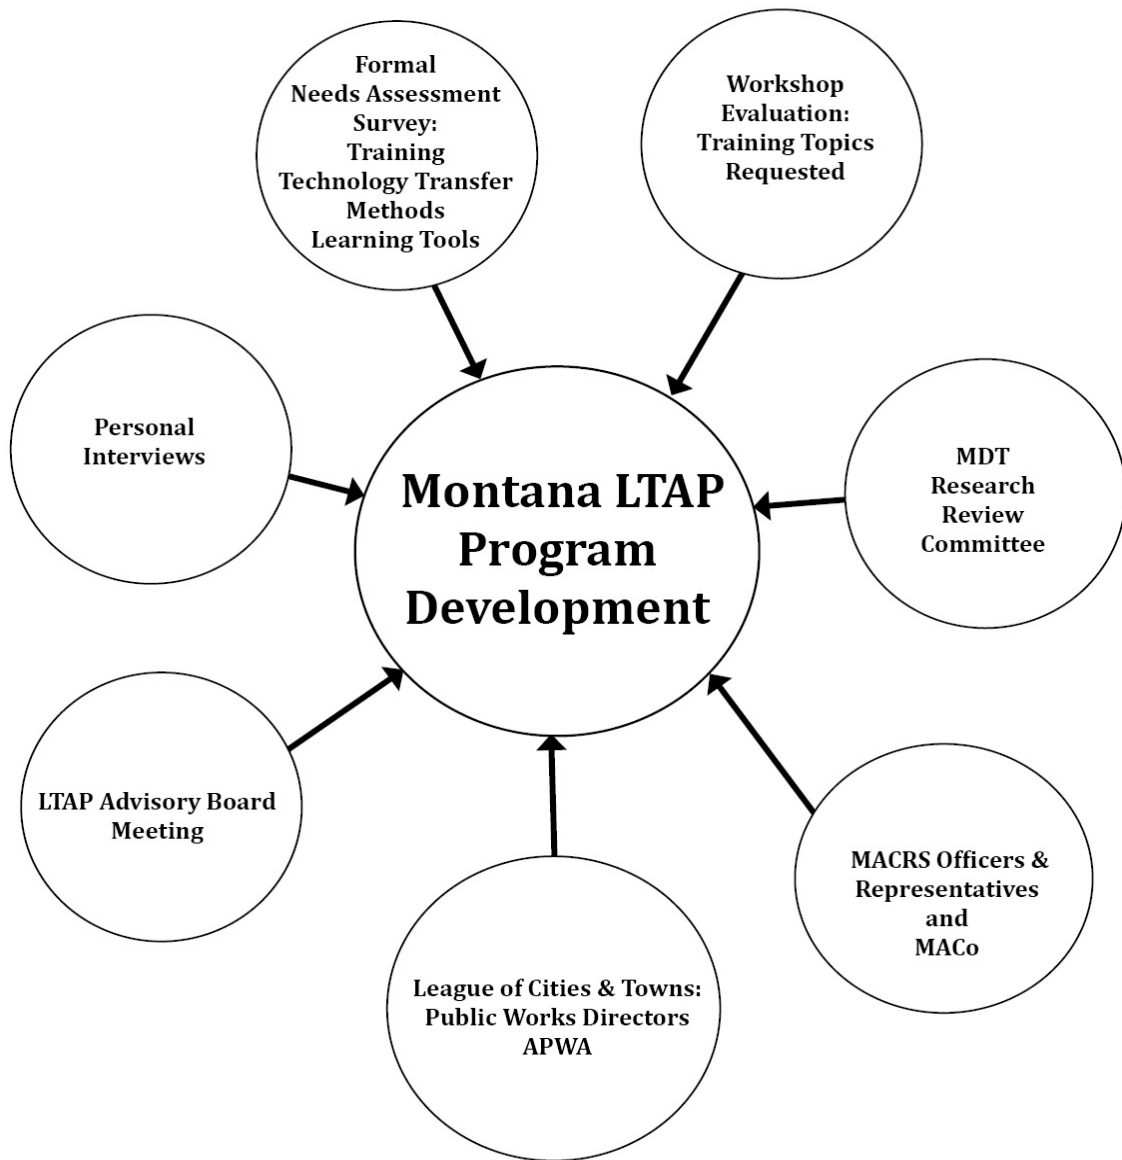 Formal
Needs Assessment
Survey:
Training
Technology Transfer
Methods
Learning Tools
Workshop
Evaluation:
Training Topics
Requested
Personal
Interviews
MDT
Research
Review
Committee
Montana LTAP
Program
Development
LTAP Advisory Board
Meeting
MACRS Officers &
Representatives
and
MACo
League of Cities & Towns:
Public Works Directors
APWA